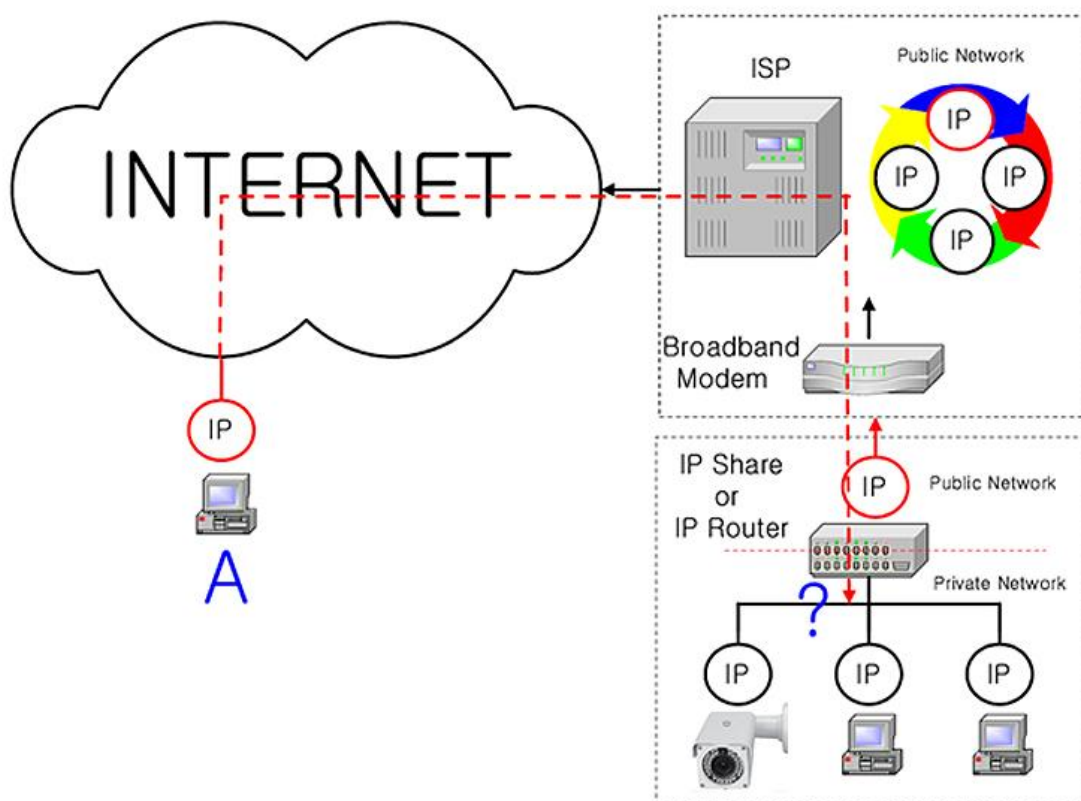 INTERNET
ISP
Public Network
IP
IP
IP
IP
Broadband
Modem
IP
A
IP Share
or
IP Router
IP
Public Network
Private Network
?
IP
IP
IP